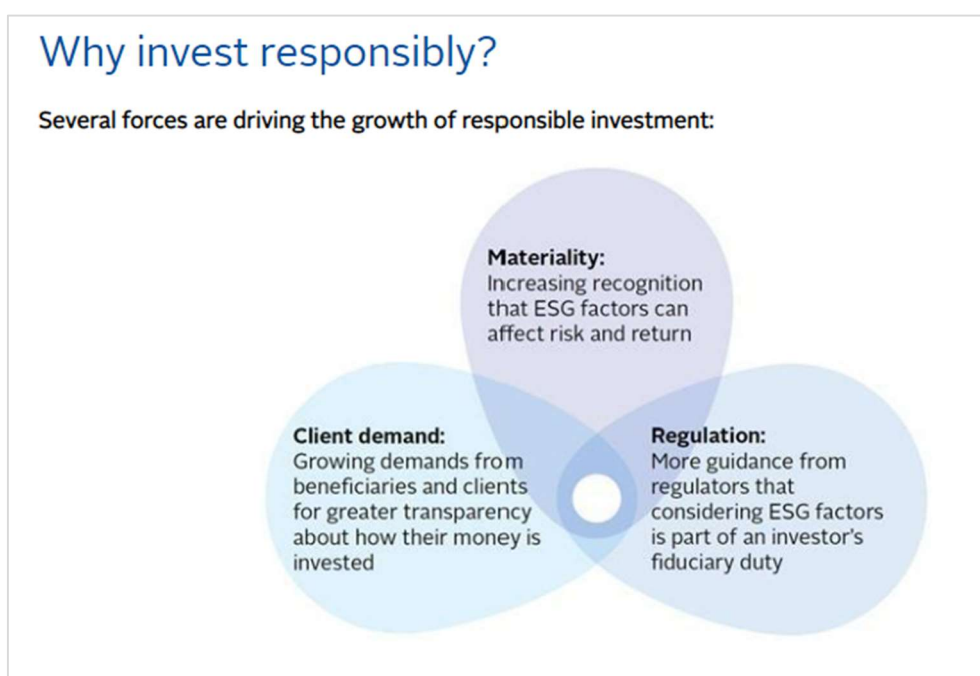 Why invest responsibly?
Several forces are driving the growth of responsible investment:
Materiality:
Increasing recognition
that ESG factors can
affect risk and return
Client demand:
Growing demands from
beneficiaries and clients
for greater transparency
about how their money is
invested
Regulation:
More guidance from
regulators that
considering ESG factors
is part of an investor's
fiduciary duty